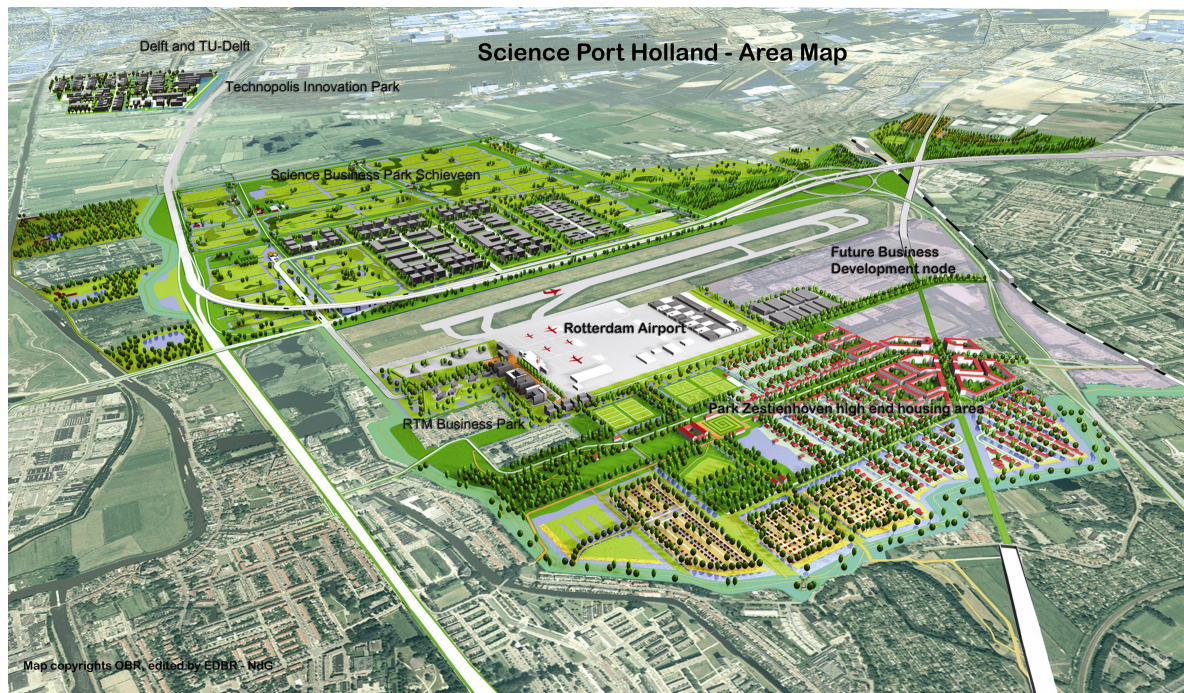 Science Port Holland - Area Map
Delft and TU-Delft
Technopolis Innovation Park
Science Business Park Schieveen
Future Business
Development node
Rotterdam Airport
Park Zestienhoven high end housing area
RTM Business Park
Map copyrights OBR, edited by EDBR - NdG